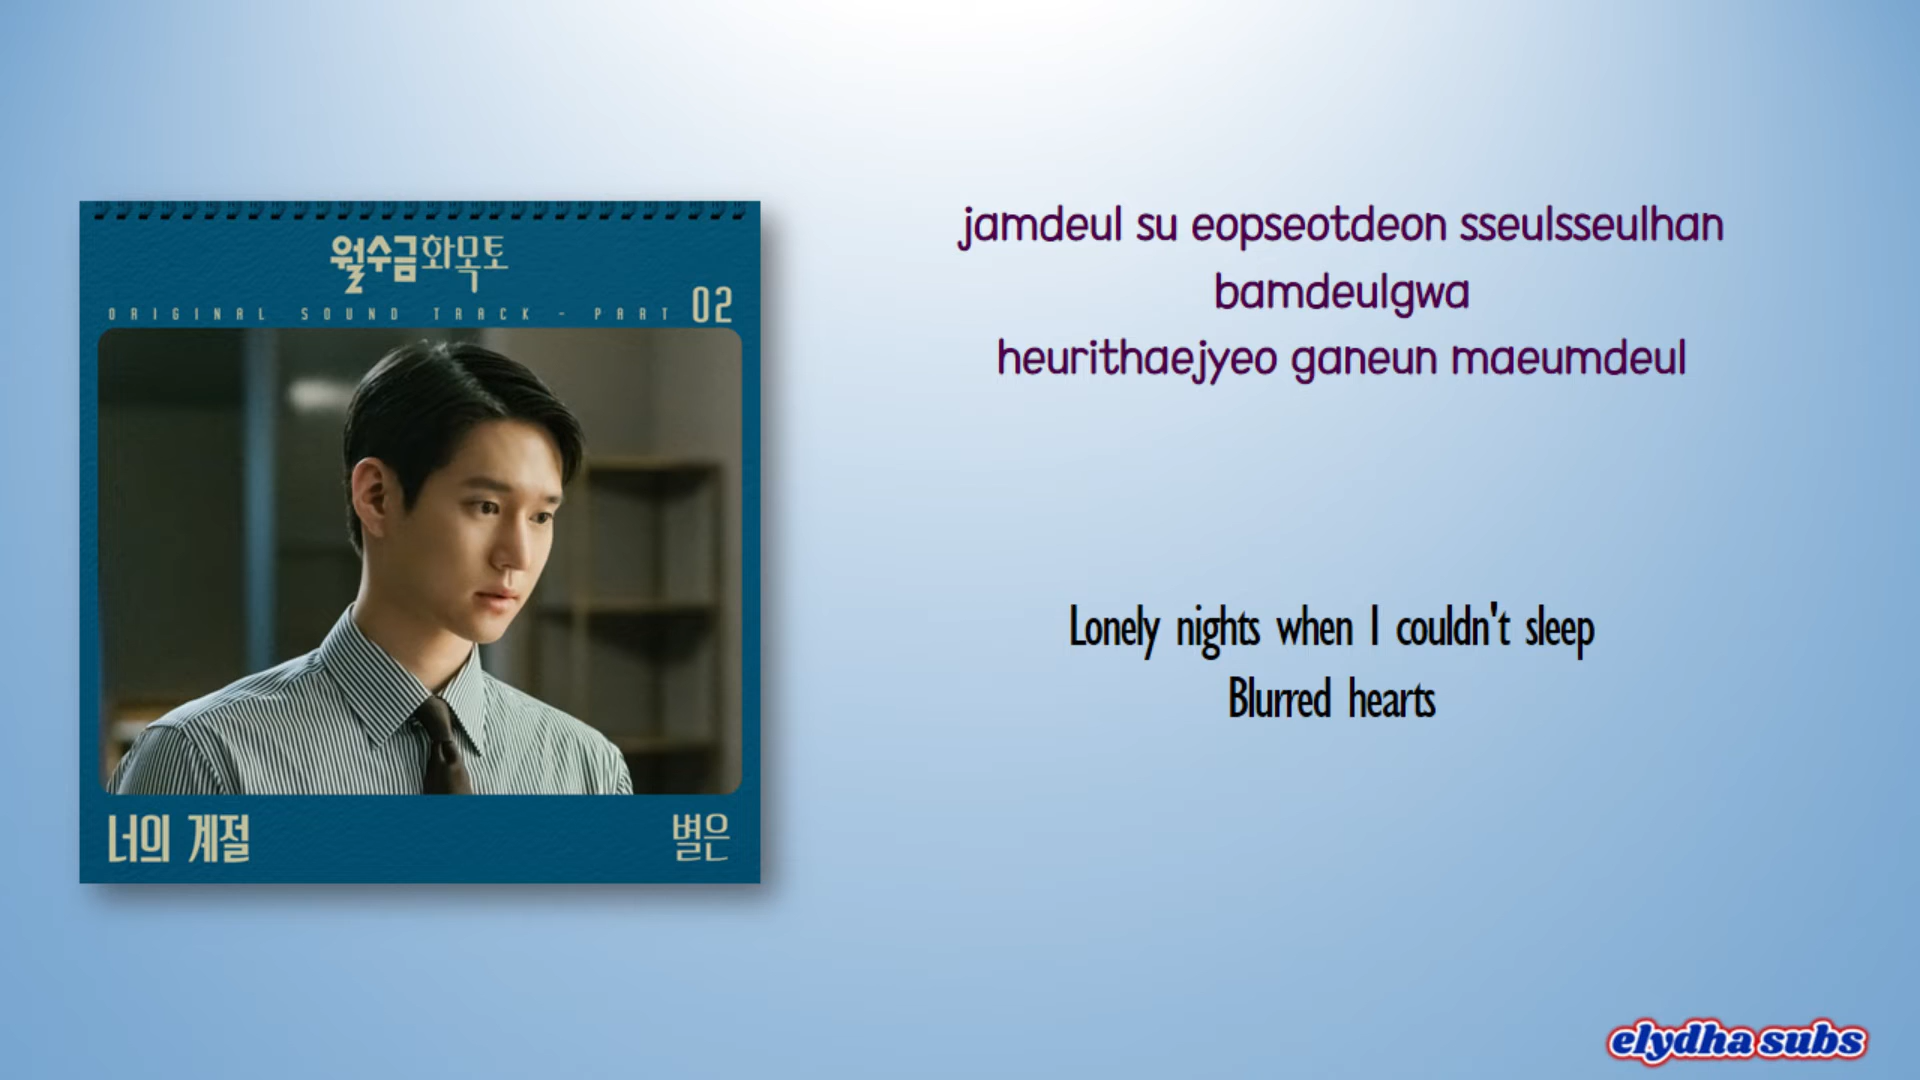 월수금화목토
ORIGINAL SOUND TRACK - PART 02
너의 계절
별은
jamdeul su eopseotdeon sseulsseulhan
bamdeulgwa
heurithaejyeo ganeun maeumdeul
Lonely nights when I couldn't sleep
Blurred hearts
elydha subs